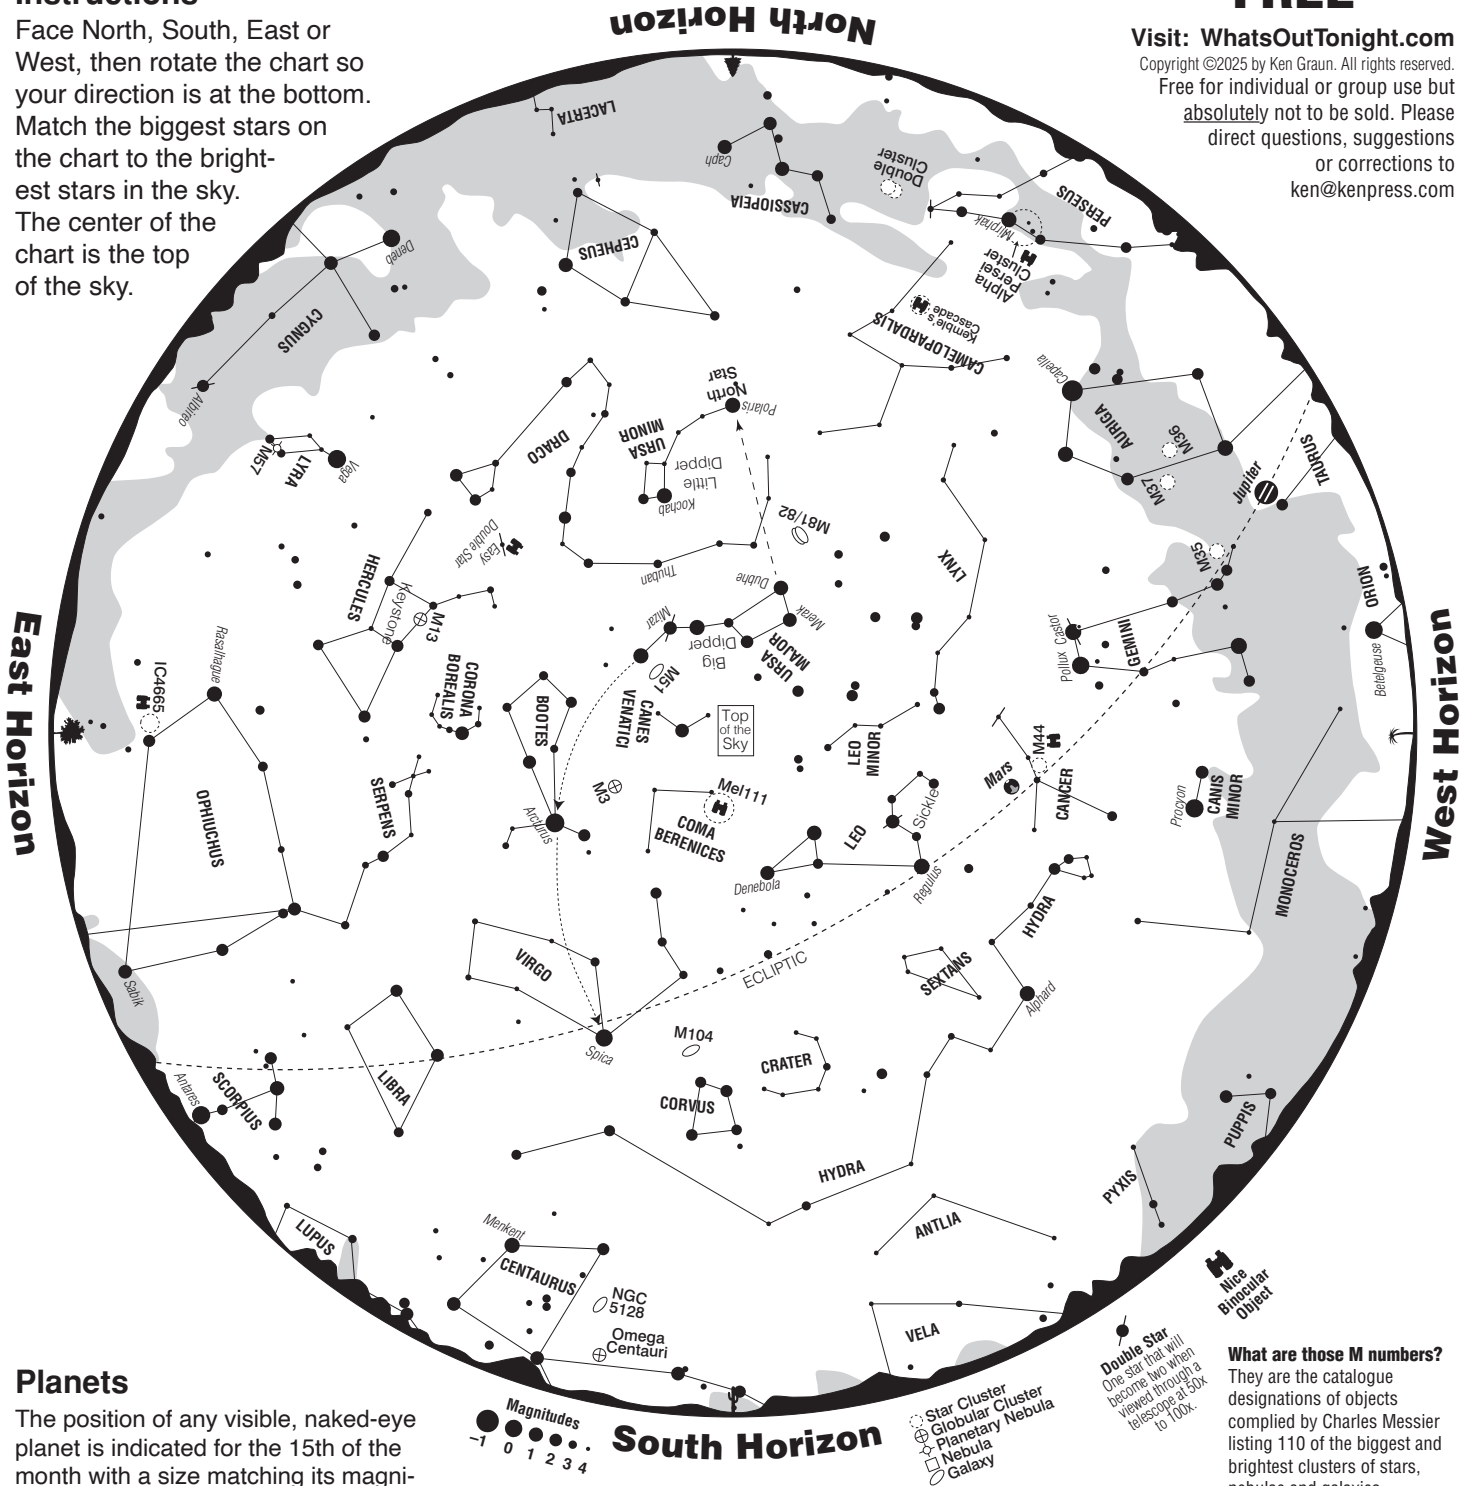 Instructions
Face North, South, East or
West, then rotate the chart so
your direction is at the bottom.
Match the biggest stars on
the chart to the bright-
est stars in the sky.
The center of the
chart is the top
of the sky.
North Horizon
FREE
Visit: WhatsOutTonight.com
Copyright ©2025 by Ken Graun. All rights reserved.
Free for individual or group use but
absolutely not to be sold. Please
direct questions, suggestions
or corrections to
ken@kenpress.com
LACERTA
Caph
CASSIOPEIA
Double
Cluster
PERSEUS
Mirphak
Alpha
Persei
Cluster
CEPHEUS
Deneb
CYGNUS
Albireo
Kemble's
Cascade
CAMELOPARDALIS
Capella
AURIGA
M36
M37
TAURUS
Jupiter
North
Star
Polaris
URSA
MINOR
Little
Dipper
Kochab
DRACO
M57
LYRA
Vega
Easy
Double Star
M81/82
Thuban
Dubhe
LYNX
M35
ORION
Betelgeuse
HERCULES
Keystone
M13
Mizar
Big
Dipper
Merak
URSA
MAJOR
M51
Castor
Pollux
GEMINI
Rasalhague
IC4665
CORONA
BOREALIS
BOOTES
CANES
VENATICI
Top
of the
Sky
LEO
MINOR
M44
Mars
CANCER
Procyon
CANIS
MINOR
East Horizon
West Horizon
OPHIUCHUS
SERPENS
M3
Arcturus
Mel111
COMA
BERENICES
Sickle
LEO
Denebola
Regulus
HYDRA
MONOCEROS
VIRGO
ECLIPTIC
SEXTANS
Alphard
Sabik
Spica
M104
CRATER
Antares
SCORPIUS
LIBRA
CORVUS
PUPPIS
HYDRA
PYXIS
LUPUS
Menkent
CENTAURUS
ANTLIA
NGC
5128
Omega
Centauri
VELA
Nice
Binocular
Object
Planets
The position of any visible, naked-eye
planet is indicated for the 15th of the
month with a size matching its magni-
Magnitudes
–1 0 1 2 3 4
South Horizon
Star Cluster
Globular Cluster
Planetary Nebula
Nebula
Galaxy
Double Star
One star that will
become two when
viewed through a
telescope at 50x
to 100x.
What are those M numbers?
They are the catalogue
designations of objects
complied by Charles Messier
listing 110 of the biggest and
brightest clusters of stars,
nebulae and galaxies